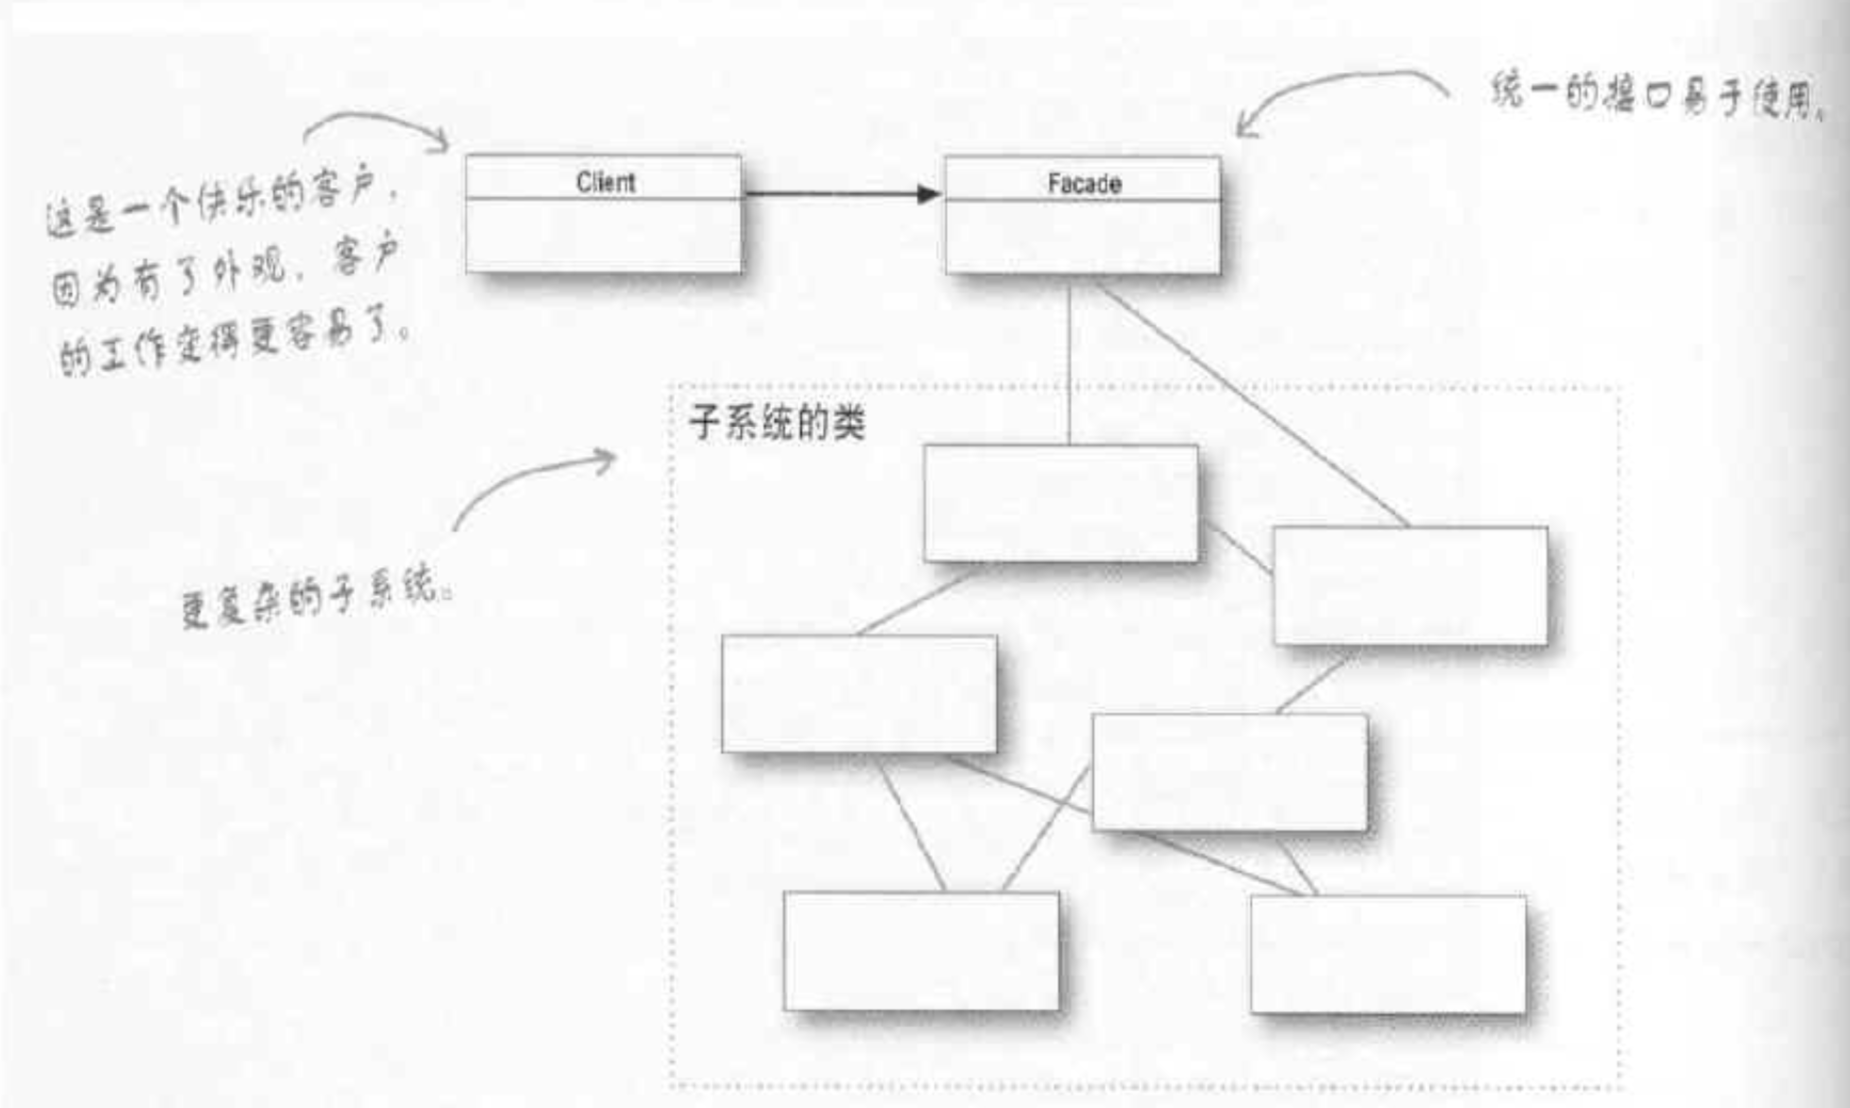 统一的接口易于使用。
Client
Facade
这是一个快乐的客户，
因为有了外观，客户
的工作变得更容易了。
子系统的类
更复杂的子系统。